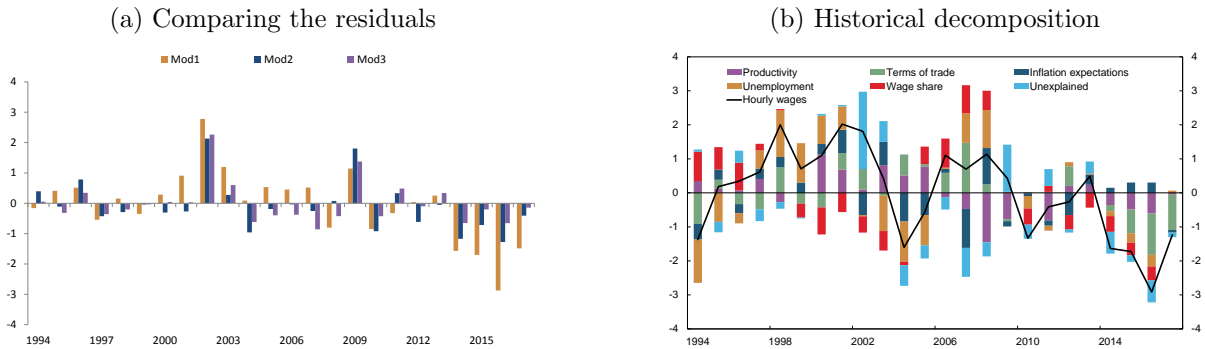 (a) Comparing the residuals
Mod1 Mod2 Mod3
4
3
2
1
0
-1
-2
-3
-4
1994 1997 2000 2003 2006 2009 2012 2015
(b) Historical decomposition
Productivity Terms of trade Inflation expectations
Unemployment Wage share Unexplained
Hourly wages
4 4
3 3
2 2
1 1
0 0
-1 -1
-2 -2
-3 -3
-4 -4
1994 1998 2002 2006 2010 2014